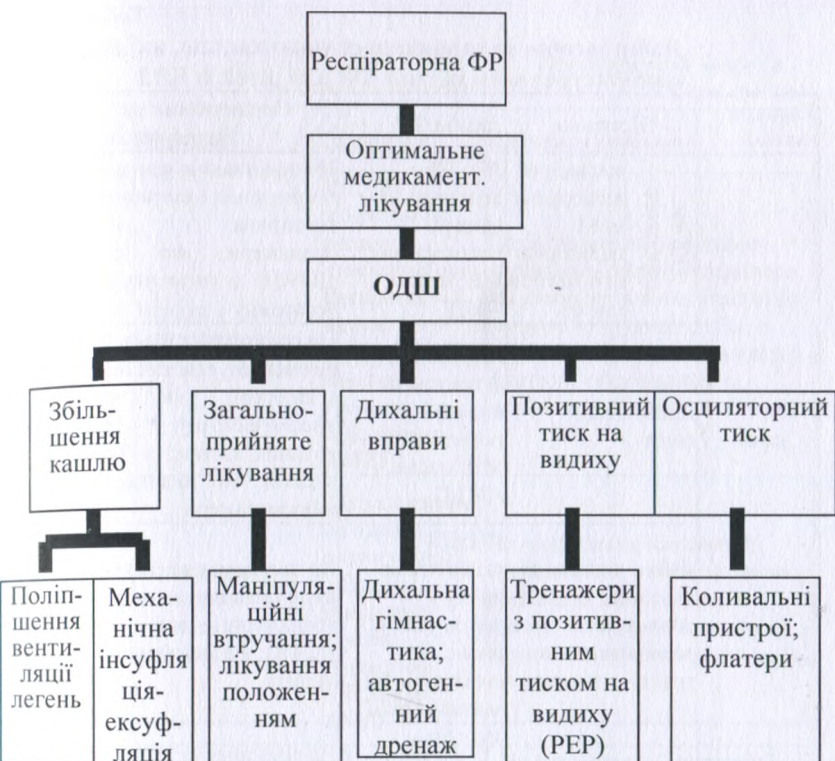 Респіраторна ФР
Оптимальне
медикамент.
лікування
ОДШ
Збіль-
шення
кашлю
Загально-
прийняте
лікування
Дихальні
вправи
Позитивний
тиск на
видиху
Осциляторний
тиск
Поліп-
шення
венти-
ляції
легень
Меха-
нічна
інсуфля
ція-
ексуф-
ляція
Маніпуля-
ційні
втручання;
лікування
положен-
ням
Дихальна
гімнас-
тика;
автоген-
ний
дренаж
Тренажери
з позитив-
ним
тиском на
видиху
(PEP)
Коливальні
пристрої;
флатери